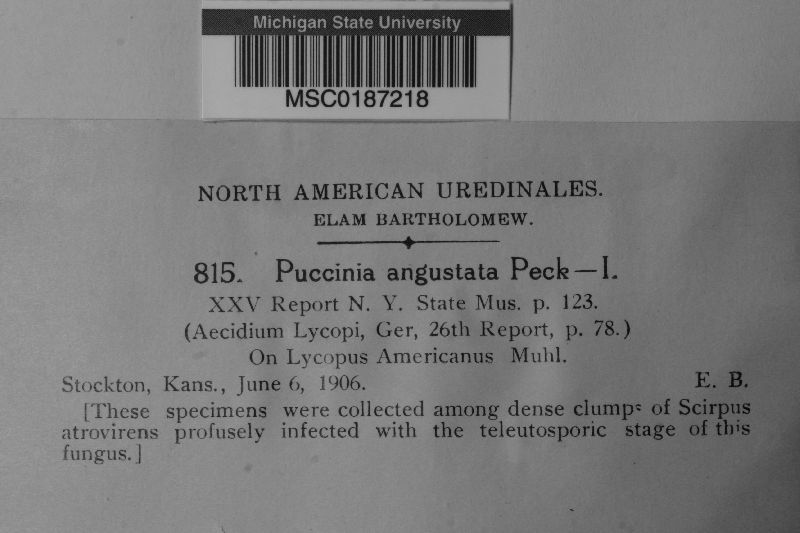 Michigan State University
MSC0187218
NORTH AMERICAN UREDINALES.
ELAM BARTHOLOMEW.
815. Puccinia angustata Peck—I.
XXV Report N. Y. State Mus. p. 123.
(Aecidium Lycopi, Ger, 26th Report, p. 78.)
On Lycopus Americanus Muhl.
Stockton, Kans., June 6, 1906. E. B.
[These specimens were collected among dense clumps of Scirpus
atrovirens profusely infected with the teleutosporic stage of this
fungus.]